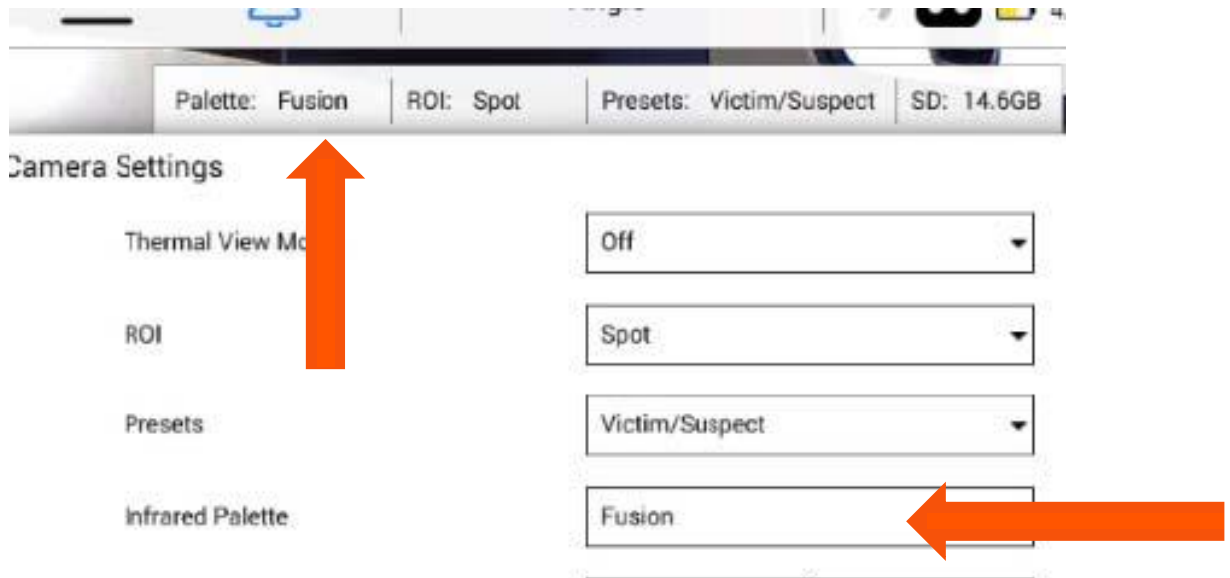 Palette: Fusion ROI: Spot Presets: Victim/Suspect SD: 14.6GB
Camera Settings
Thermal View
Off
ROI
Spot
Presets
Victim/Suspect
Infrared Palette
Fusion